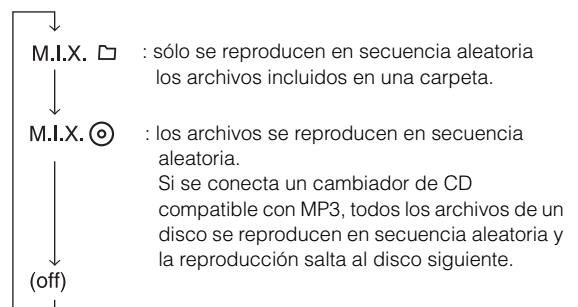 M.I.X. : sólo se reproducen en secuencia aleatoria
los archivos incluidos en una carpeta.
M.I.X. : los archivos se reproducen en secuencia
aleatoria.
Si se conecta un cambiador de CD
compatible con MP3, todos los archivos de un
disco se reproducen en secuencia aleatoria y
la reproducción salta al disco siguiente.
(off)